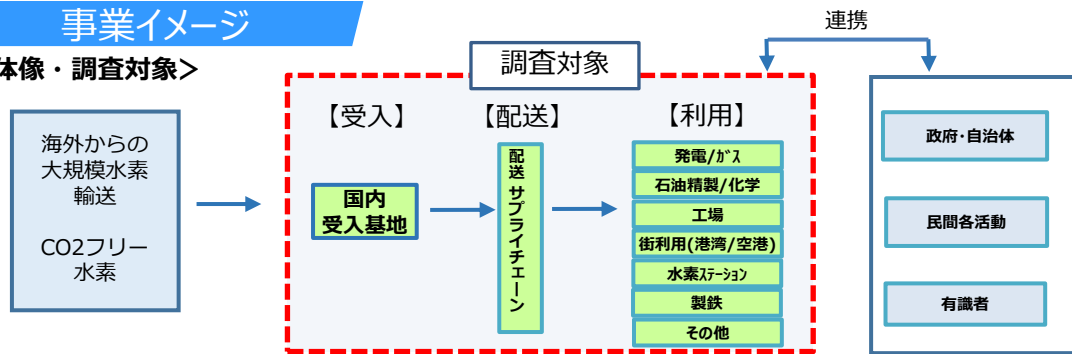 事業イメージ
体像・調査対象>
連携
調査対象
海外からの
大規模水素
輸送
CO2フリー
水素
【受入】
【配送】
【利用】
国内
受入基地
配送 サプライチェーン
発電/ガス
石油精製/化学
工場
街利用(港湾/空港)
水素ステーション
製鉄
その他
政府・自治体
民間各活動
有識者